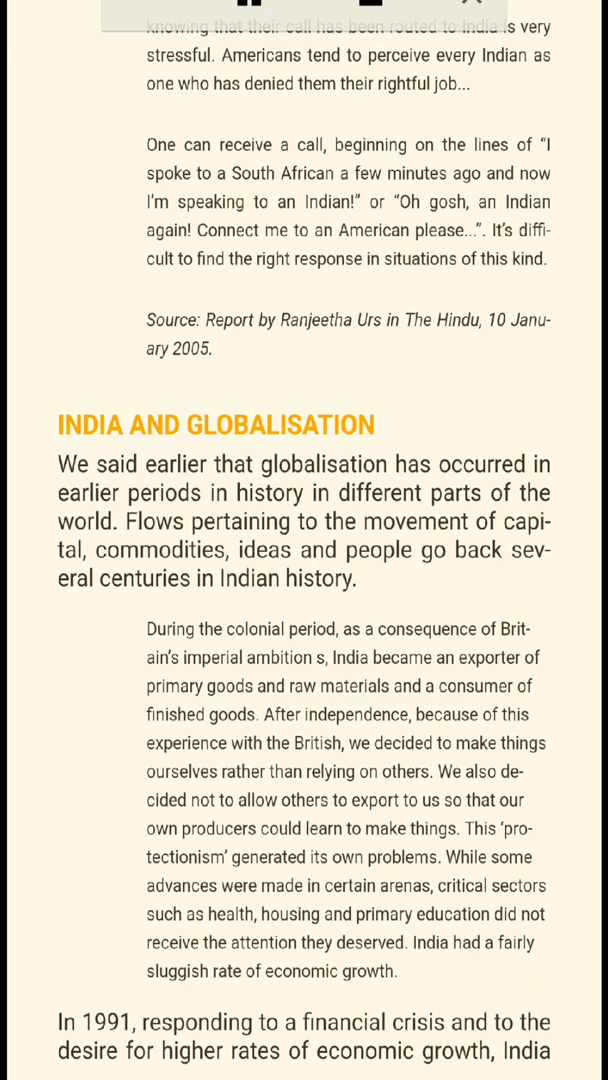 knowing that their call has been routed to India is very
stressful. Americans tend to perceive every Indian as
one who has denied them their rightful job...
One can receive a call, beginning on the lines of “I
spoke to a South African a few minutes ago and now
I’m speaking to an Indian!” or “Oh gosh, an Indian
again! Connect me to an American please...”. It’s diffi-
cult to find the right response in situations of this kind.
Source: Report by Ranjeetha Urs in The Hindu, 10 Janu-
ary 2005.
INDIA AND GLOBALISATION
We said earlier that globalisation has occurred in
earlier periods in history in different parts of the
world. Flows pertaining to the movement of capi-
tal, commodities, ideas and people go back sev-
eral centuries in Indian history.
During the colonial period, as a consequence of Brit-
ain’s imperial ambition s, India became an exporter of
primary goods and raw materials and a consumer of
finished goods. After independence, because of this
experience with the British, we decided to make things
ourselves rather than relying on others. We also de-
cided not to allow others to export to us so that our
own producers could learn to make things. This ‘pro-
tectionism’ generated its own problems. While some
advances were made in certain arenas, critical sectors
such as health, housing and primary education did not
receive the attention they deserved. India had a fairly
sluggish rate of economic growth.
In 1991, responding to a financial crisis and to the
desire for higher rates of economic growth, India